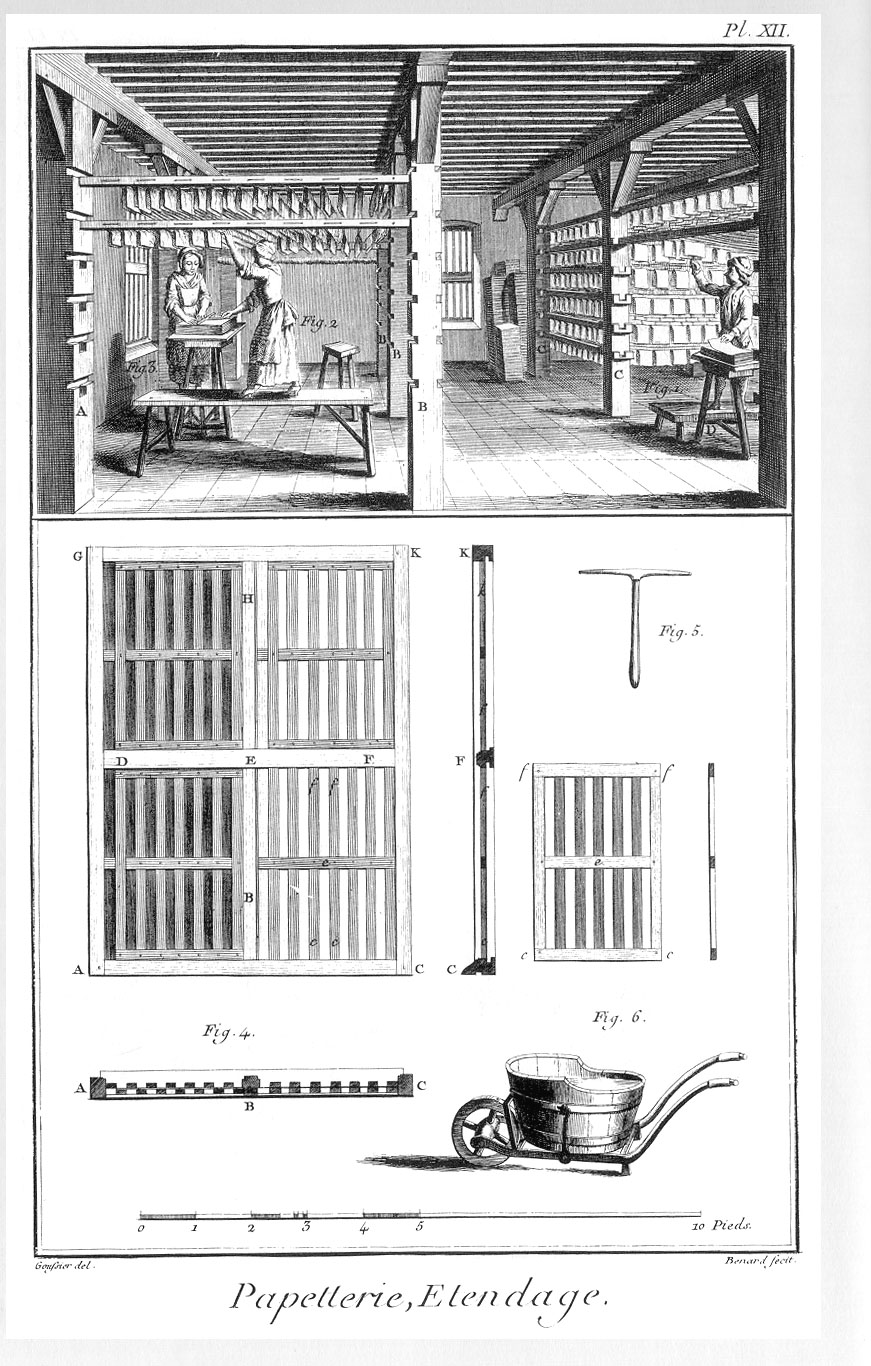 Pl. XII.
Fig. 2
Fig 3.
B B
C
Fig. 1.
A
B
C
D
G
K
K
H
k
Fig. 5.
D
E
F
F
f
f f
f
f
e
e.
B
c c
c
c
c
A
C
C
Fig. 4.
Fig. 6.
A
C
B
0 1 2 3 4 5 10 Pieds.
Goussier del.
Benard fecit.
Papetterie, Etendage.